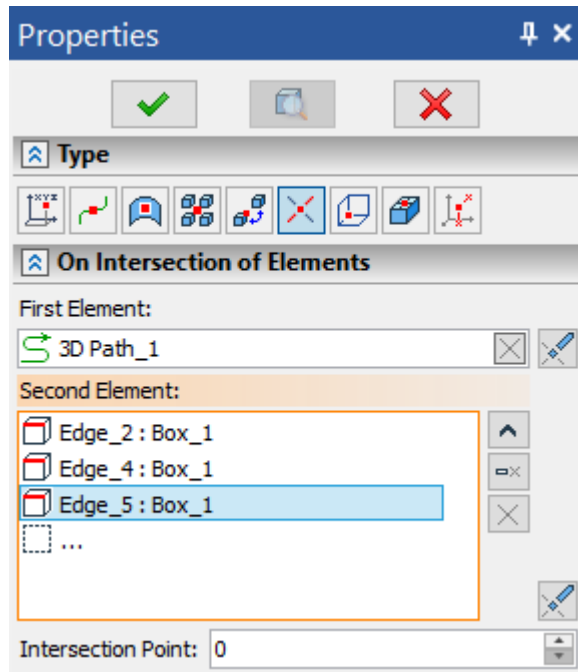 Properties
Type
On Intersection of Elements
First Element:
3D Path_1
Second Element:
Edge_2 : Box_1
Edge_4 : Box_1
Edge_5 : Box_1
...
Intersection Point: 0